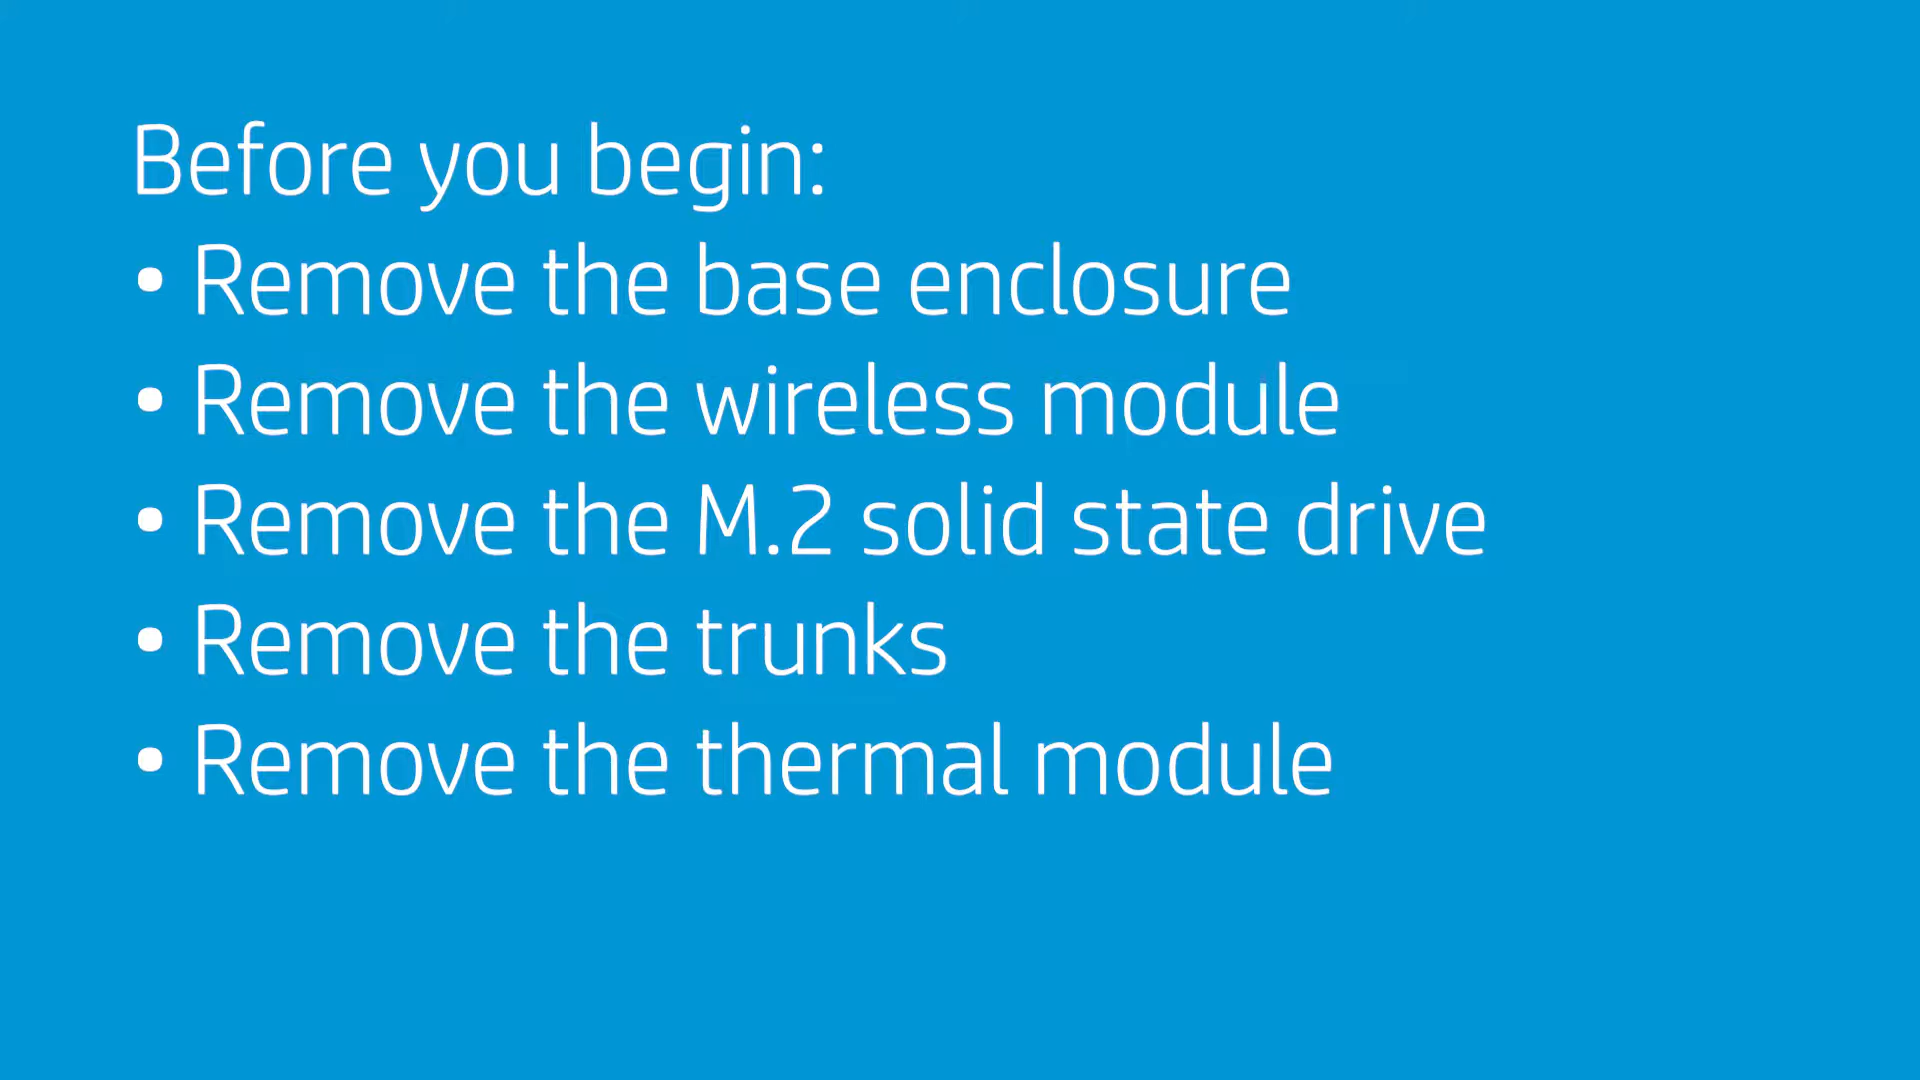 Before you begin:
• Remove the base enclosure
• Remove the wireless module
• Remove the M.2 solid state drive
• Remove the trunks
• Remove the thermal module